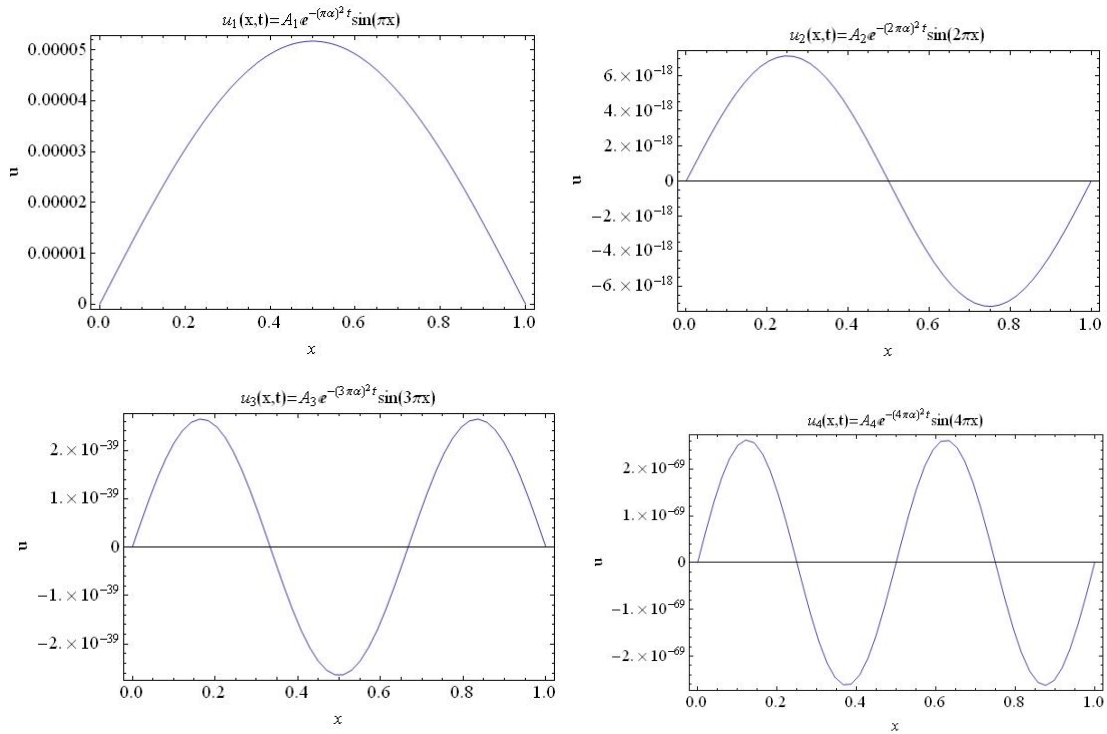 u₁(x,t)=A₁e^{-(πα)²t}sin(πx)
0.00005
0.00004
0.00003
0.00002
0.00001
0
u
0.0 0.2 0.4 0.6 0.8 1.0
x
u₂(x,t)=A₂e^{-(2πα)²t}sin(2πx)
6.×10⁻¹⁸
4.×10⁻¹⁸
2.×10⁻¹⁸
0
-2.×10⁻¹⁸
-4.×10⁻¹⁸
-6.×10⁻¹⁸
u
0.0 0.2 0.4 0.6 0.8 1.0
x
u₃(x,t)=A₃e^{-(3πα)²t}sin(3πx)
2.×10⁻³⁹
1.×10⁻³⁹
0
-1.×10⁻³⁹
-2.×10⁻³⁹
u
0.0 0.2 0.4 0.6 0.8 1.0
x
u₄(x,t)=A₄e^{-(4πα)²t}sin(4πx)
2.×10⁻⁶⁹
1.×10⁻⁶⁹
0
-1.×10⁻⁶⁹
-2.×10⁻⁶⁹
u
0.0 0.2 0.4 0.6 0.8 1.0
x